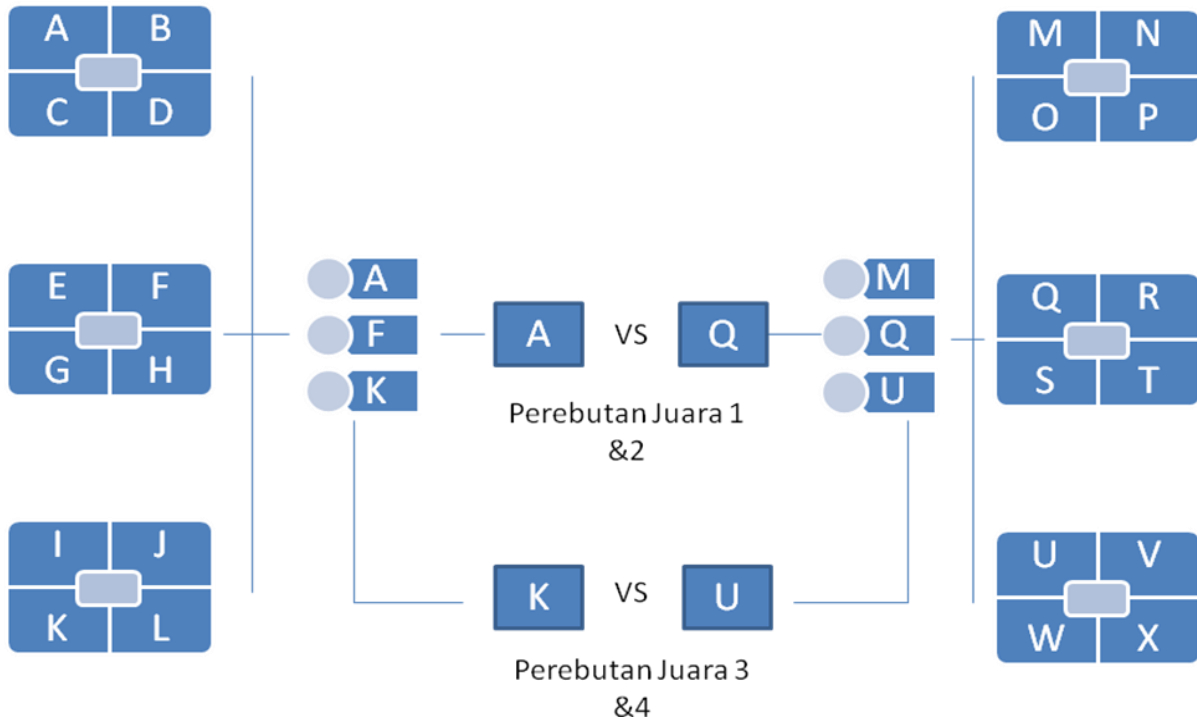 A B
C D
E F
G H
I J
K L
A
F
K
A VS Q
Perebutan Juara 1
&2
K VS U
Perebutan Juara 3
&4
M
Q
U
M N
O P
Q R
S T
U V
W X